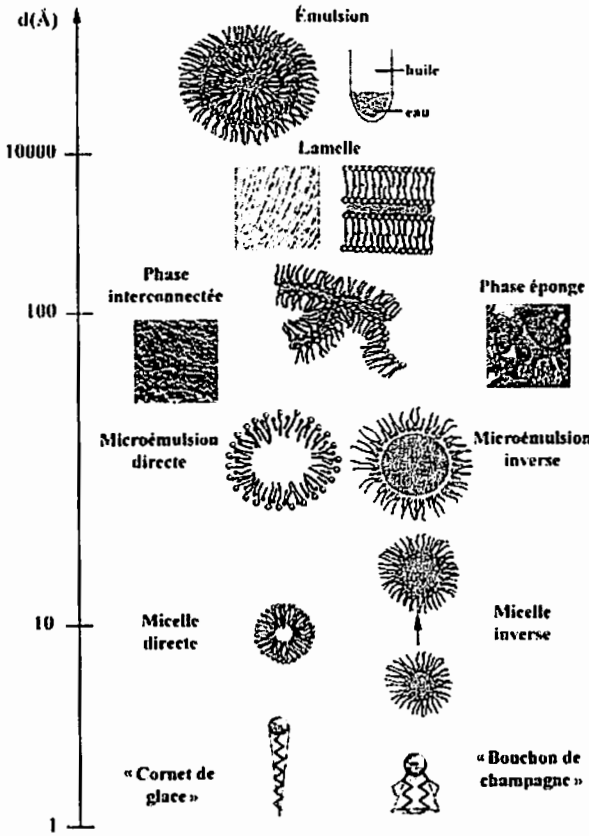 d(Å)
Émulsion
huile
eau
10000
Lamelle
Phase
interconnectée
Phase éponge
100
Microémulsion
directe
Microémulsion
inverse
10
Micelle
directe
Micelle
inverse
« Cornet de
glace »
« Bouchon de
champagne »
1